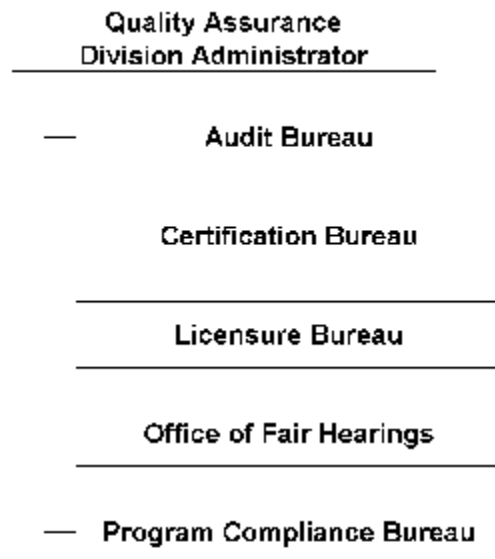 Quality Assurance
Division Administrator
Audit Bureau
Certification Bureau
Licensure Bureau
Office of Fair Hearings
Program Compliance Bureau